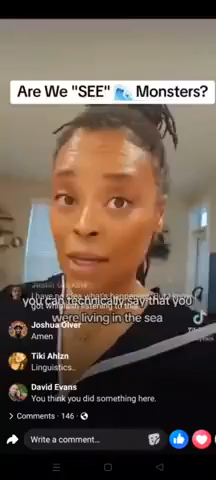 Are We "SEE" 🌊 Monsters?
you can technically say that you
were living in the sea
Joshua Olver
Amen
Tiki Ahlzn
Linguistics..
David Evans
You think you did something here.
Comments · 146 ·
Write a comment...